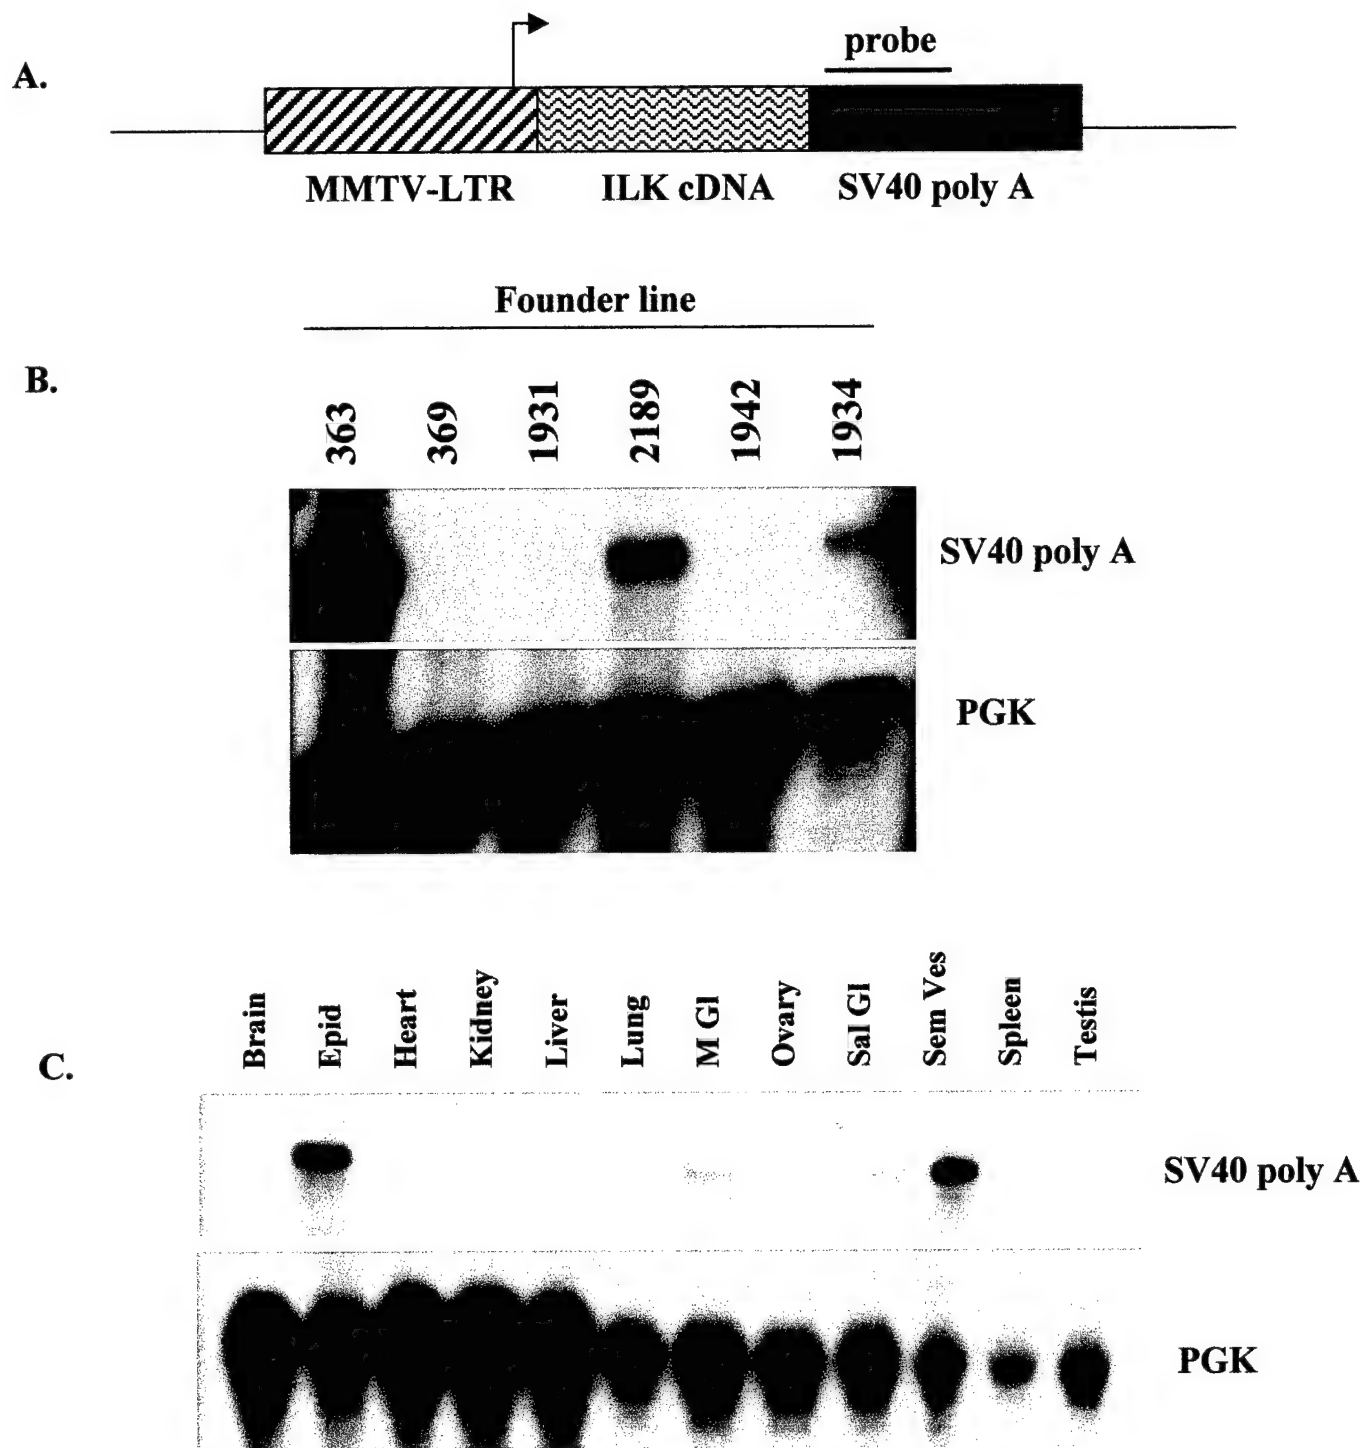 A.
probe
MMTV-LTR ILK cDNA SV40 poly A
Founder line
B.
363 369 1931 2189 1942 1934
SV40 poly A
PGK
Brain Epid Heart Kidney Liver Lung M Gl Ovary Sal Gl Sem Ves Spleen Testis
C.
SV40 poly A
PGK